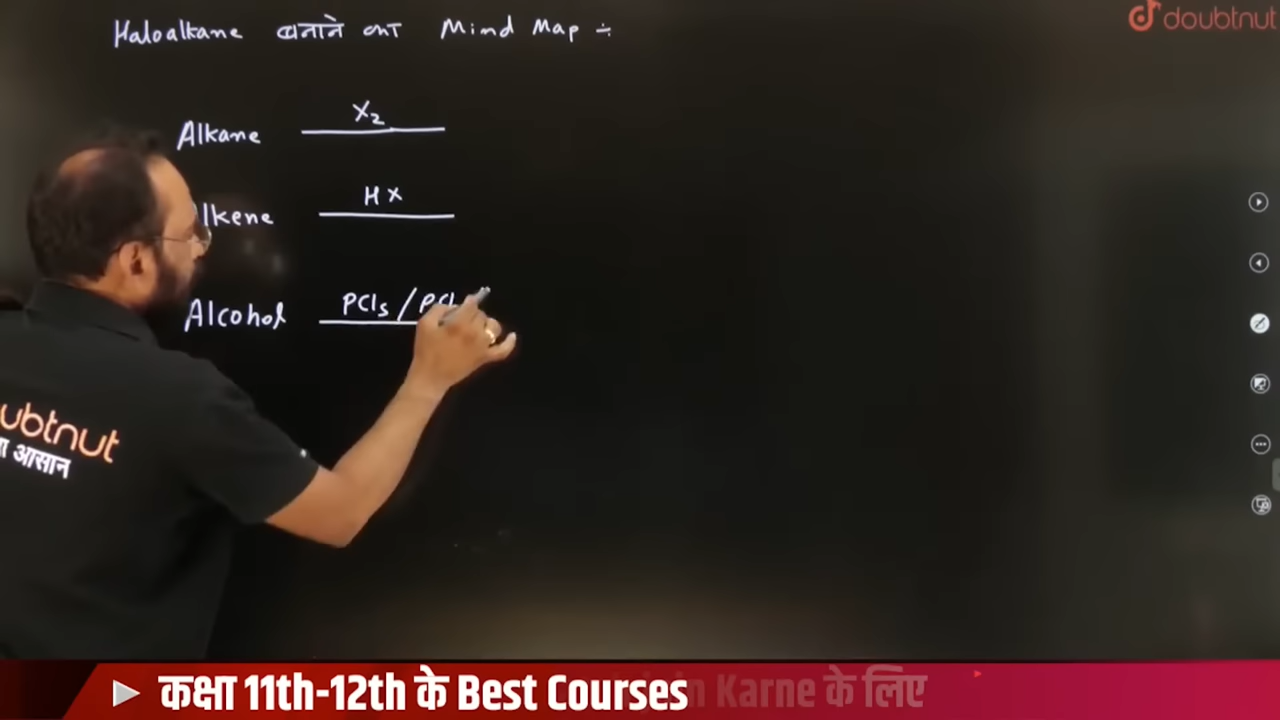 Haloalkane बनाने का Mind Map ÷
doubtnut
Alkane X₂
lkene HX
Alcohol PCl₅ / PCl
ubtnut
ा आसान
कक्षा 11th-12th के Best Courses
Karne के लिए